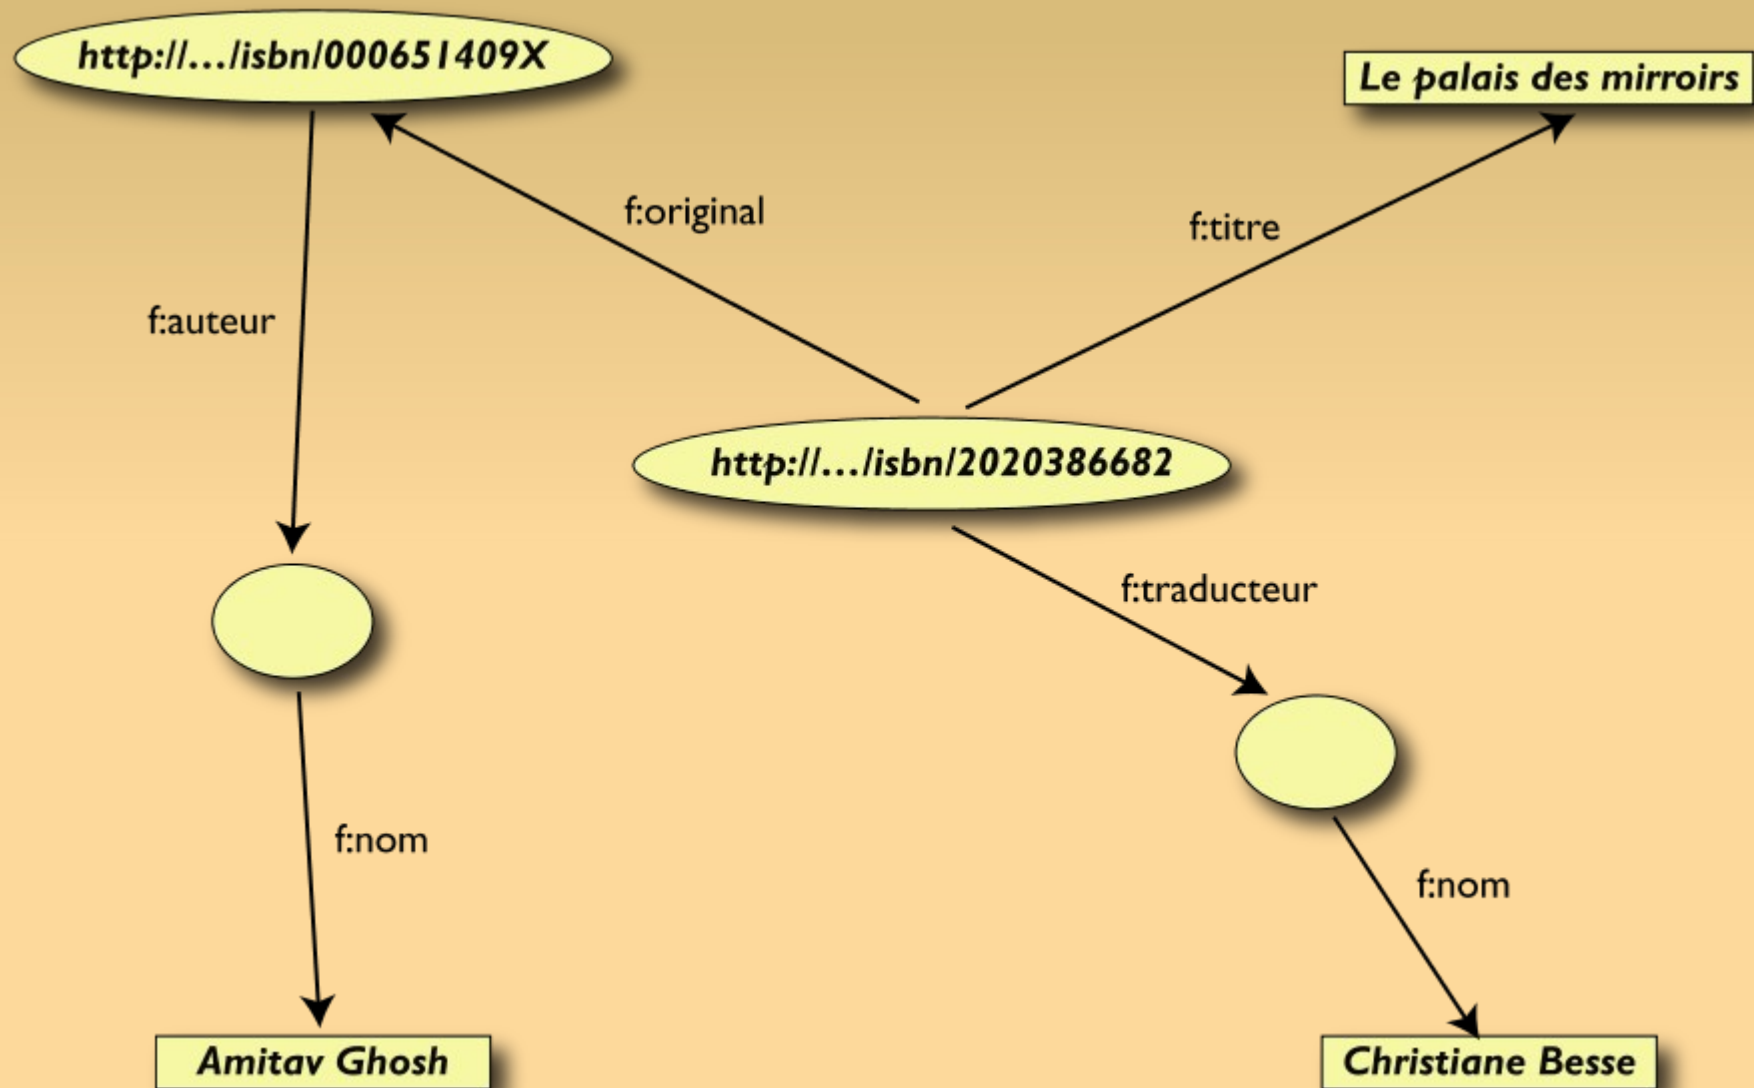 http://…/isbn/000651409X
Le palais des mirroirs
f:original
f:titre
f:auteur
http://…/isbn/2020386682
f:traducteur
f:nom
f:nom
Amitav Ghosh
Christiane Besse